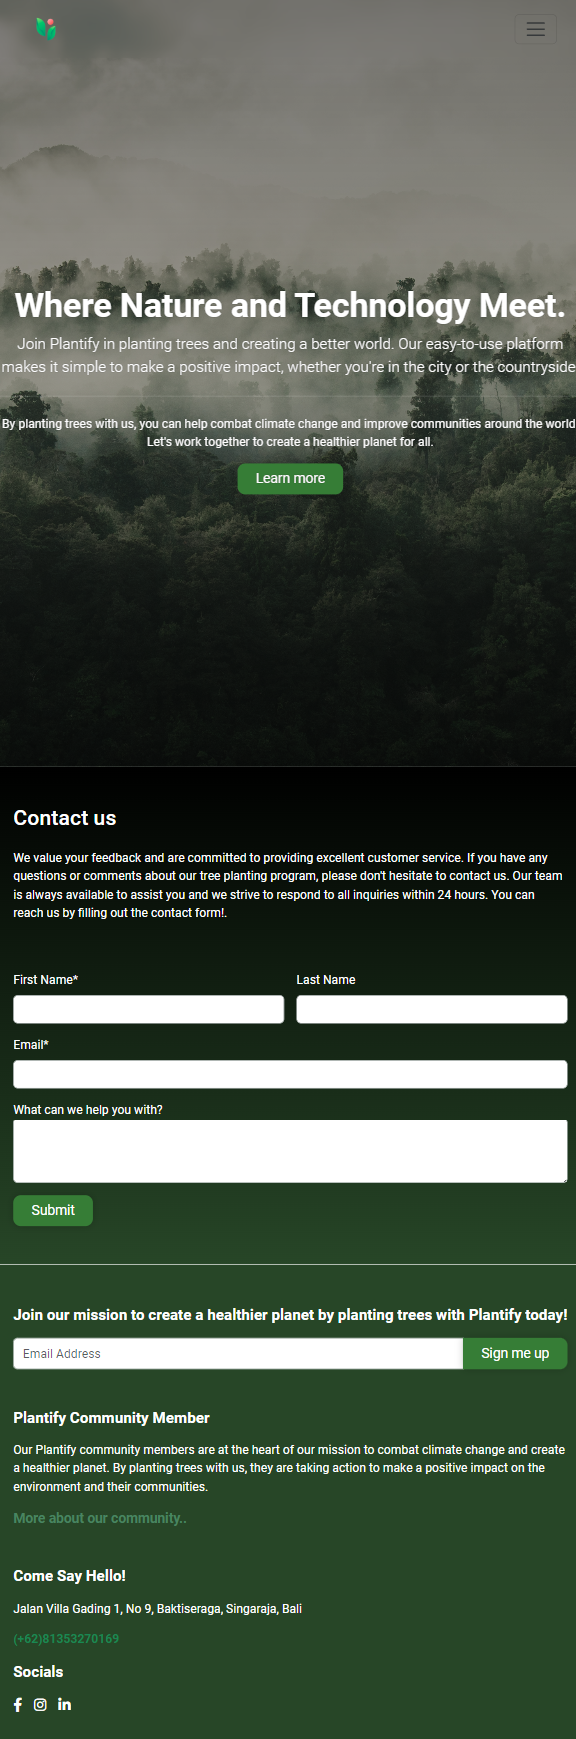 Where Nature and Technology Meet.
Join Plantify in planting trees and creating a better world. Our easy-to-use platform
makes it simple to make a positive impact, whether you're in the city or the countryside
By planting trees with us, you can help combat climate change and improve communities around the world
Let's work together to create a healthier planet for all.
Learn more
Contact us
We value your feedback and are committed to providing excellent customer service. If you have any
questions or comments about our tree planting program, please don't hesitate to contact us. Our team
is always available to assist you and we strive to respond to all inquiries within 24 hours. You can
reach us by filling out the contact form!.
First Name*
Last Name
Email*
What can we help you with?
Submit
Join our mission to create a healthier planet by planting trees with Plantify today!
Email Address
Sign me up
Plantify Community Member
Our Plantify community members are at the heart of our mission to combat climate change and create
a healthier planet. By planting trees with us, they are taking action to make a positive impact on the
environment and their communities.
More about our community..
Come Say Hello!
Jalan Villa Gading 1, No 9, Baktiseraga, Singaraja, Bali
(+62)81353270169
Socials